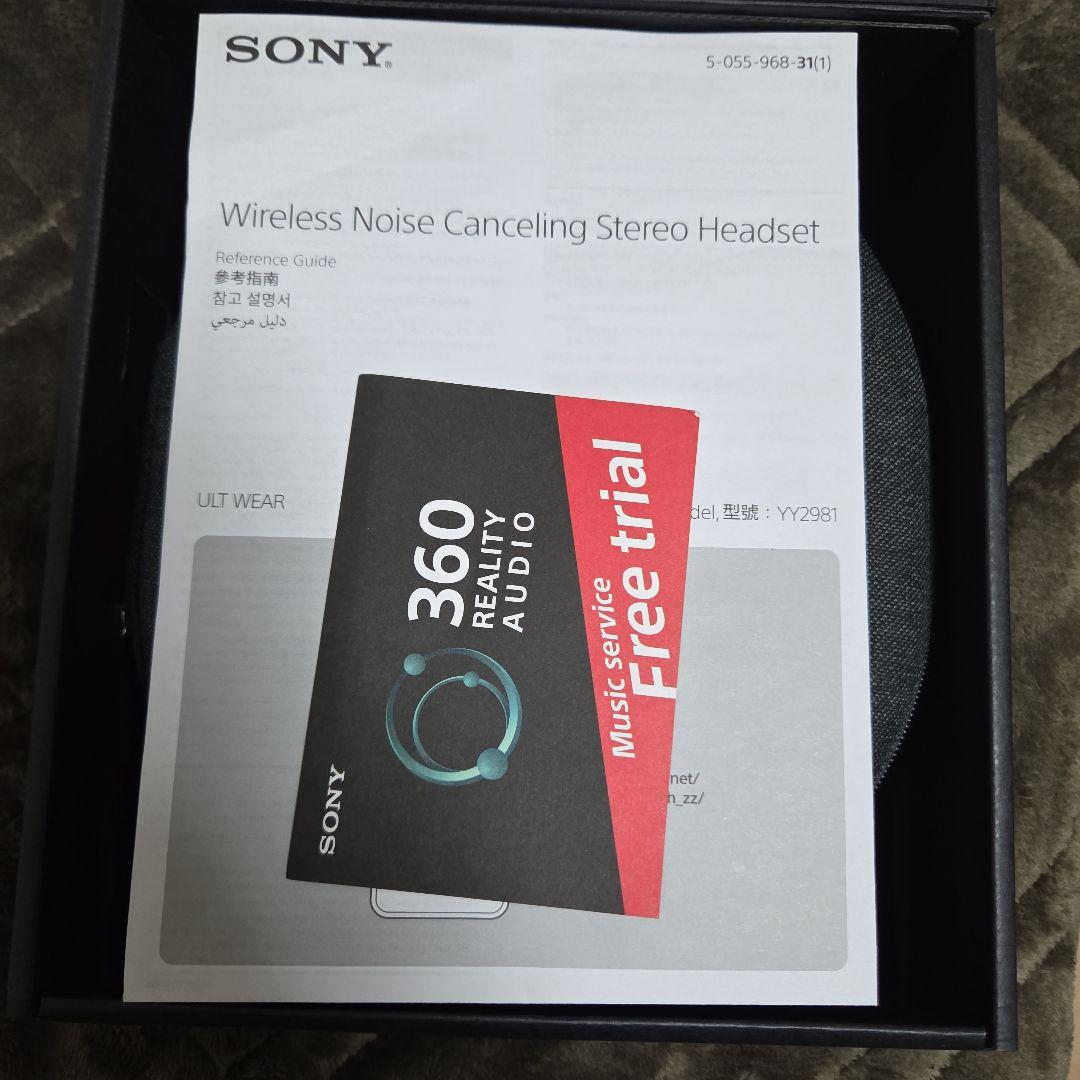 SONY®
5-055-968-31(1)
Wireless Noise Canceling Stereo Headset
Reference Guide
參考指南
참고 설명서
دليل مرجعي
ULT WEAR
del, 型號：YY2981
360
REALITY
AUDIO
SONY
Music service
Free trial
net/
n_zz/